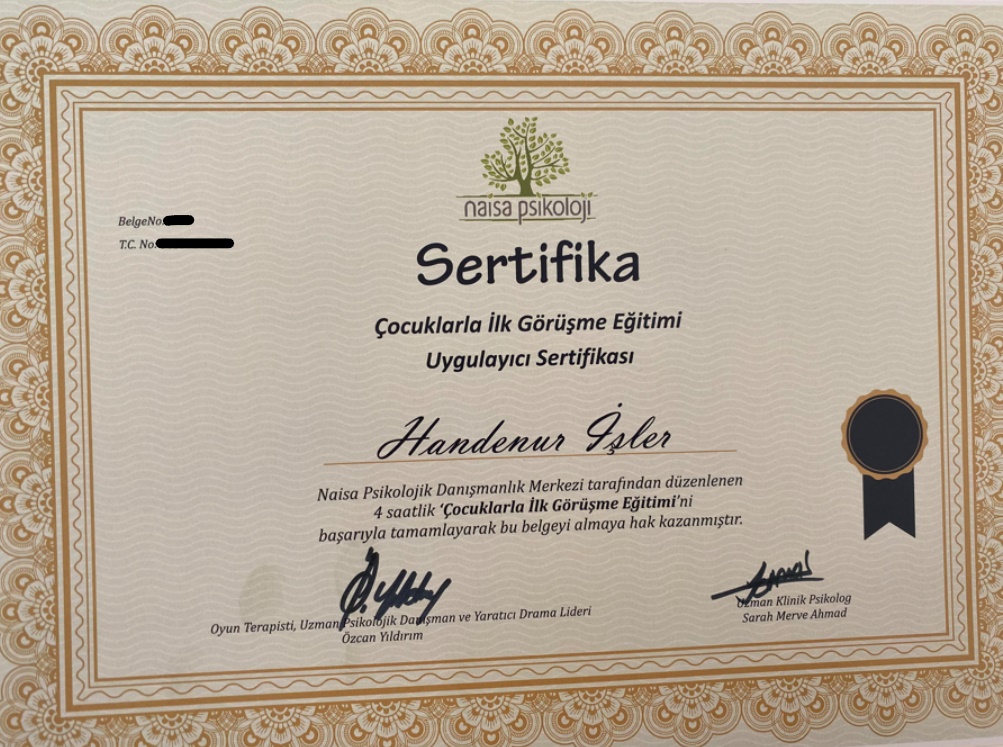 naisa psikoloji
BelgeNo:
T.C. No:
Sertifika
Çocuklarla İlk Görüşme Eğitimi
Uygulayıcı Sertifikası
Handenur İşler
Naisa Psikolojik Danışmanlık Merkezi tarafından düzenlenen
4 saatlik ‘Çocuklarla İlk Görüşme Eğitimi’ni
başarıyla tamamlayarak bu belgeyi almaya hak kazanmıştır.
Oyun Terapisti, Uzman Psikolojik Danışman ve Yaratıcı Drama Lideri
Özcan Yıldırım
Uzman Klinik Psikolog
Sarah Merve Ahmad